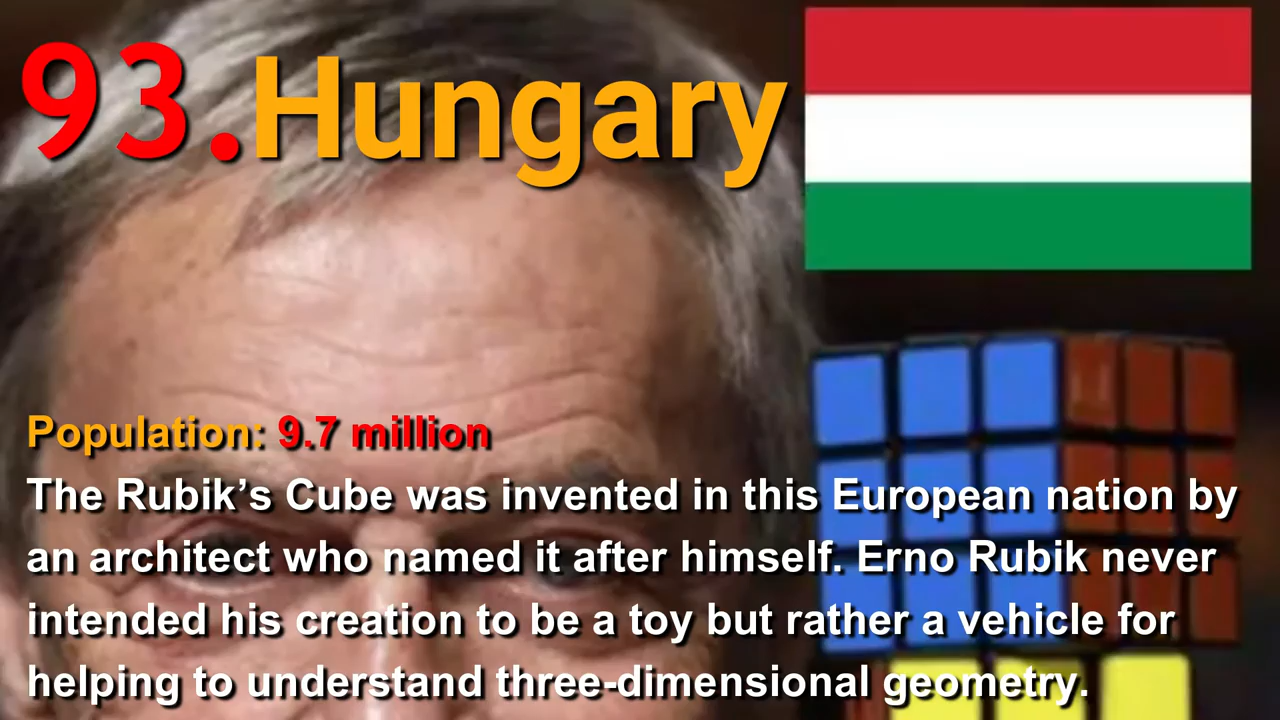 93.Hungary
Population: 9.7 million
The Rubik’s Cube was invented in this European nation by
an architect who named it after himself. Erno Rubik never
intended his creation to be a toy but rather a vehicle for
helping to understand three-dimensional geometry.